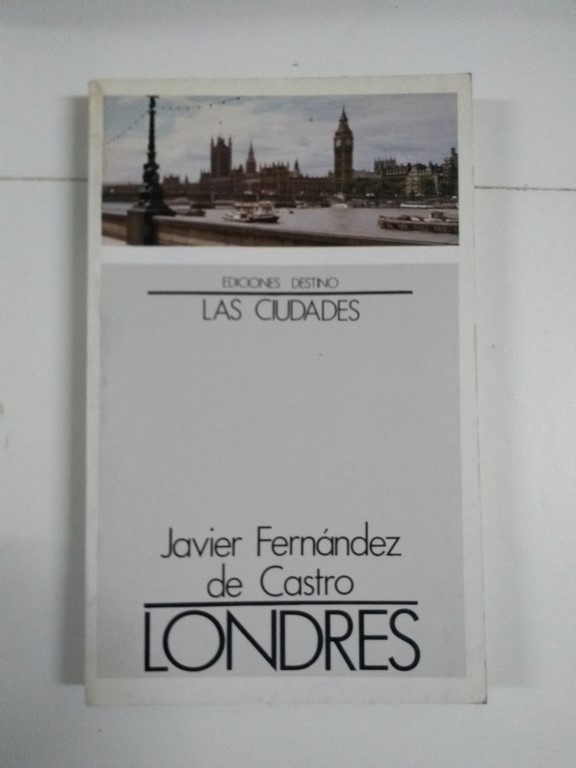 EDICIONES DESTINO
LAS CIUDADES
Javier Fernández
de Castro
LONDRES